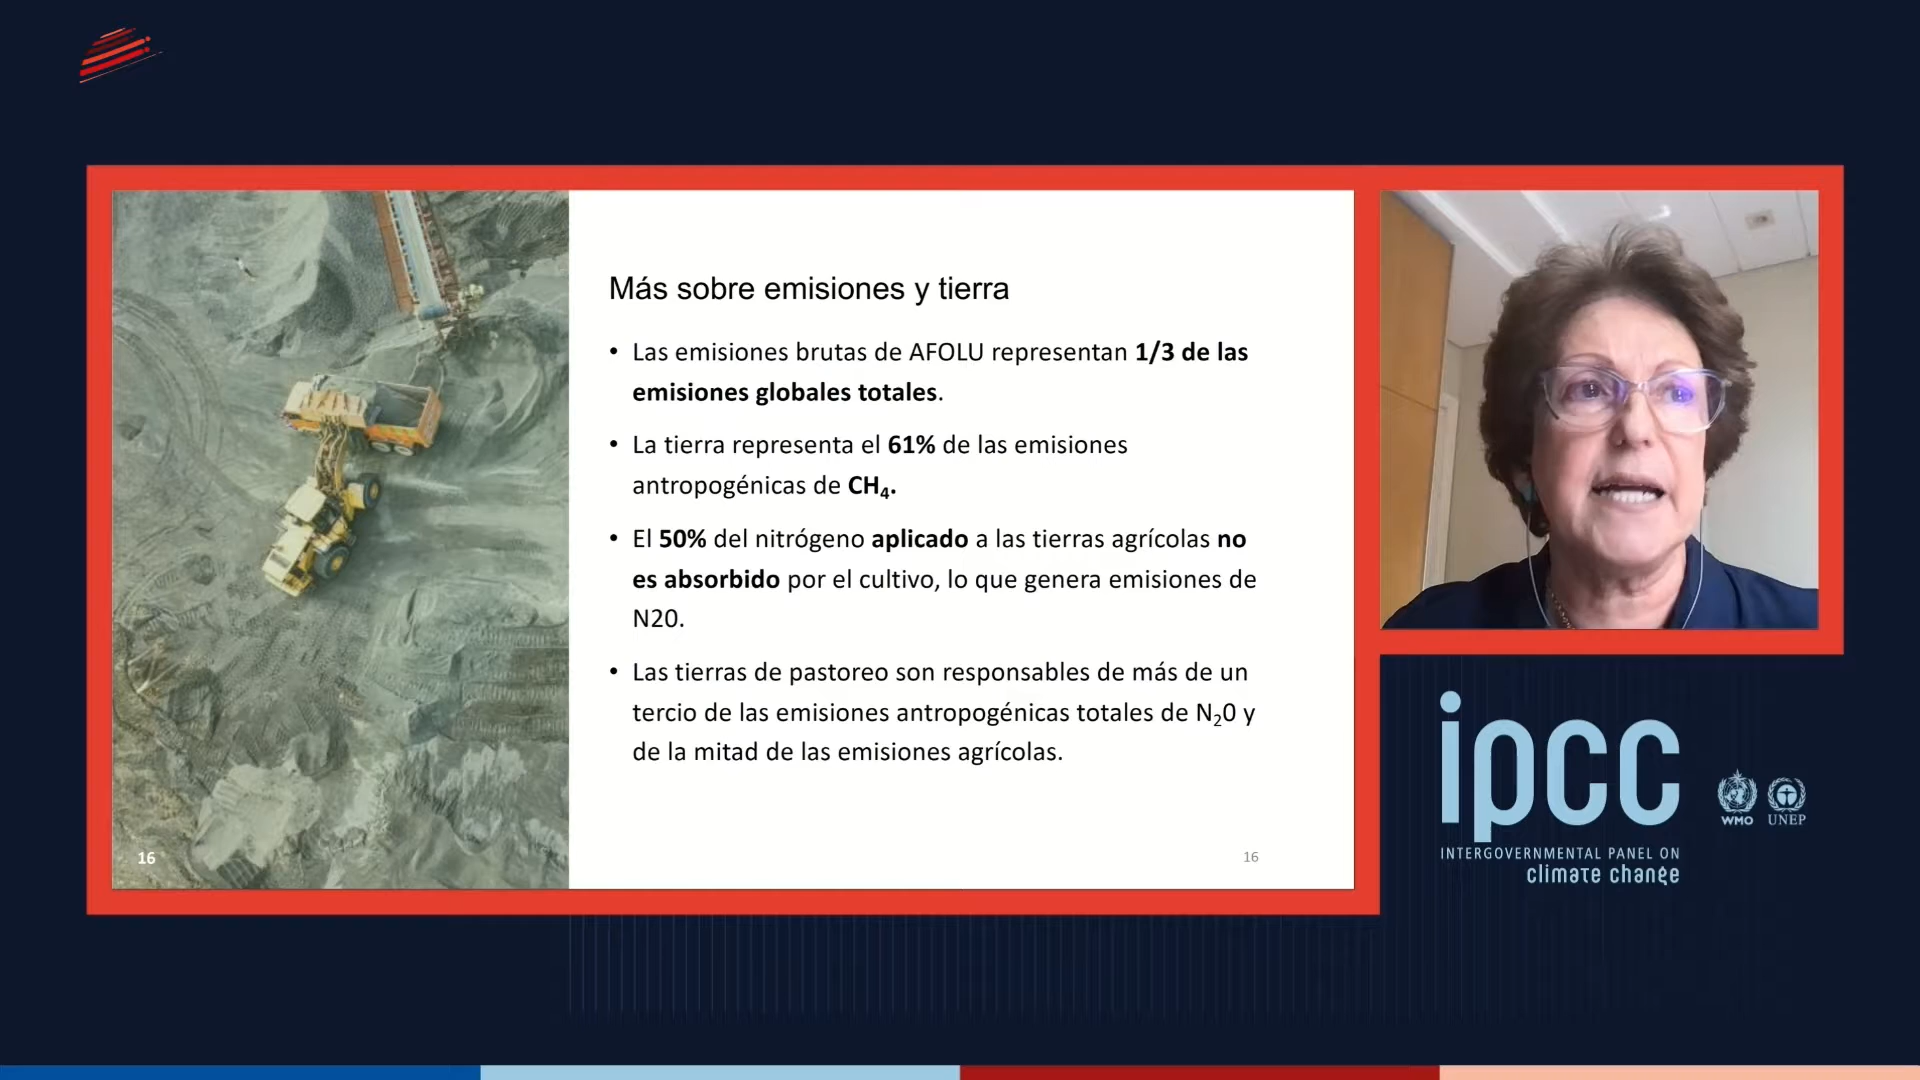 Más sobre emisiones y tierra
• Las emisiones brutas de AFOLU representan 1/3 de las
emisiones globales totales.
• La tierra representa el 61% de las emisiones
antropogénicas de CH₄.
• El 50% del nitrógeno aplicado a las tierras agrícolas no
es absorbido por el cultivo, lo que genera emisiones de
N20.
• Las tierras de pastoreo son responsables de más de un
tercio de las emisiones antropogénicas totales de N₂0 y
de la mitad de las emisiones agrícolas.
16
16
ipcc
INTERGOVERNMENTAL PANEL ON
climate change
WMO
UNEP